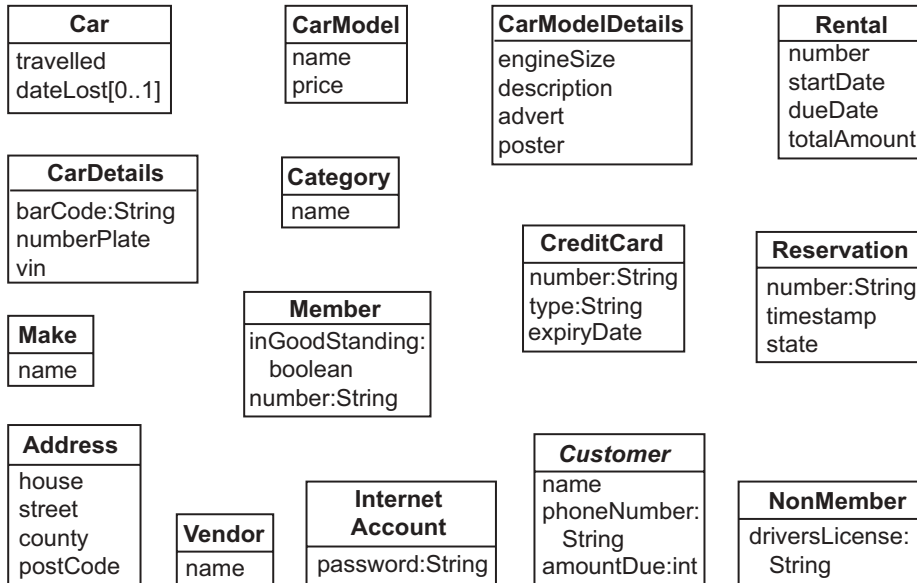 Car
travelled
dateLost[0..1]
CarModel
name
price
CarModelDetails
engineSize
description
advert
poster
Rental
number
startDate
dueDate
totalAmount
CarDetails
barCode:String
numberPlate
vin
Category
name
CreditCard
number:String
type:String
expiryDate
Reservation
number:String
timestamp
state
Make
name
Member
inGoodStanding:
boolean
number:String
Address
house
street
county
postCode
Vendor
name
Internet
Account
password:String
Customer
name
phoneNumber:
String
amountDue:int
NonMember
driversLicense:
String